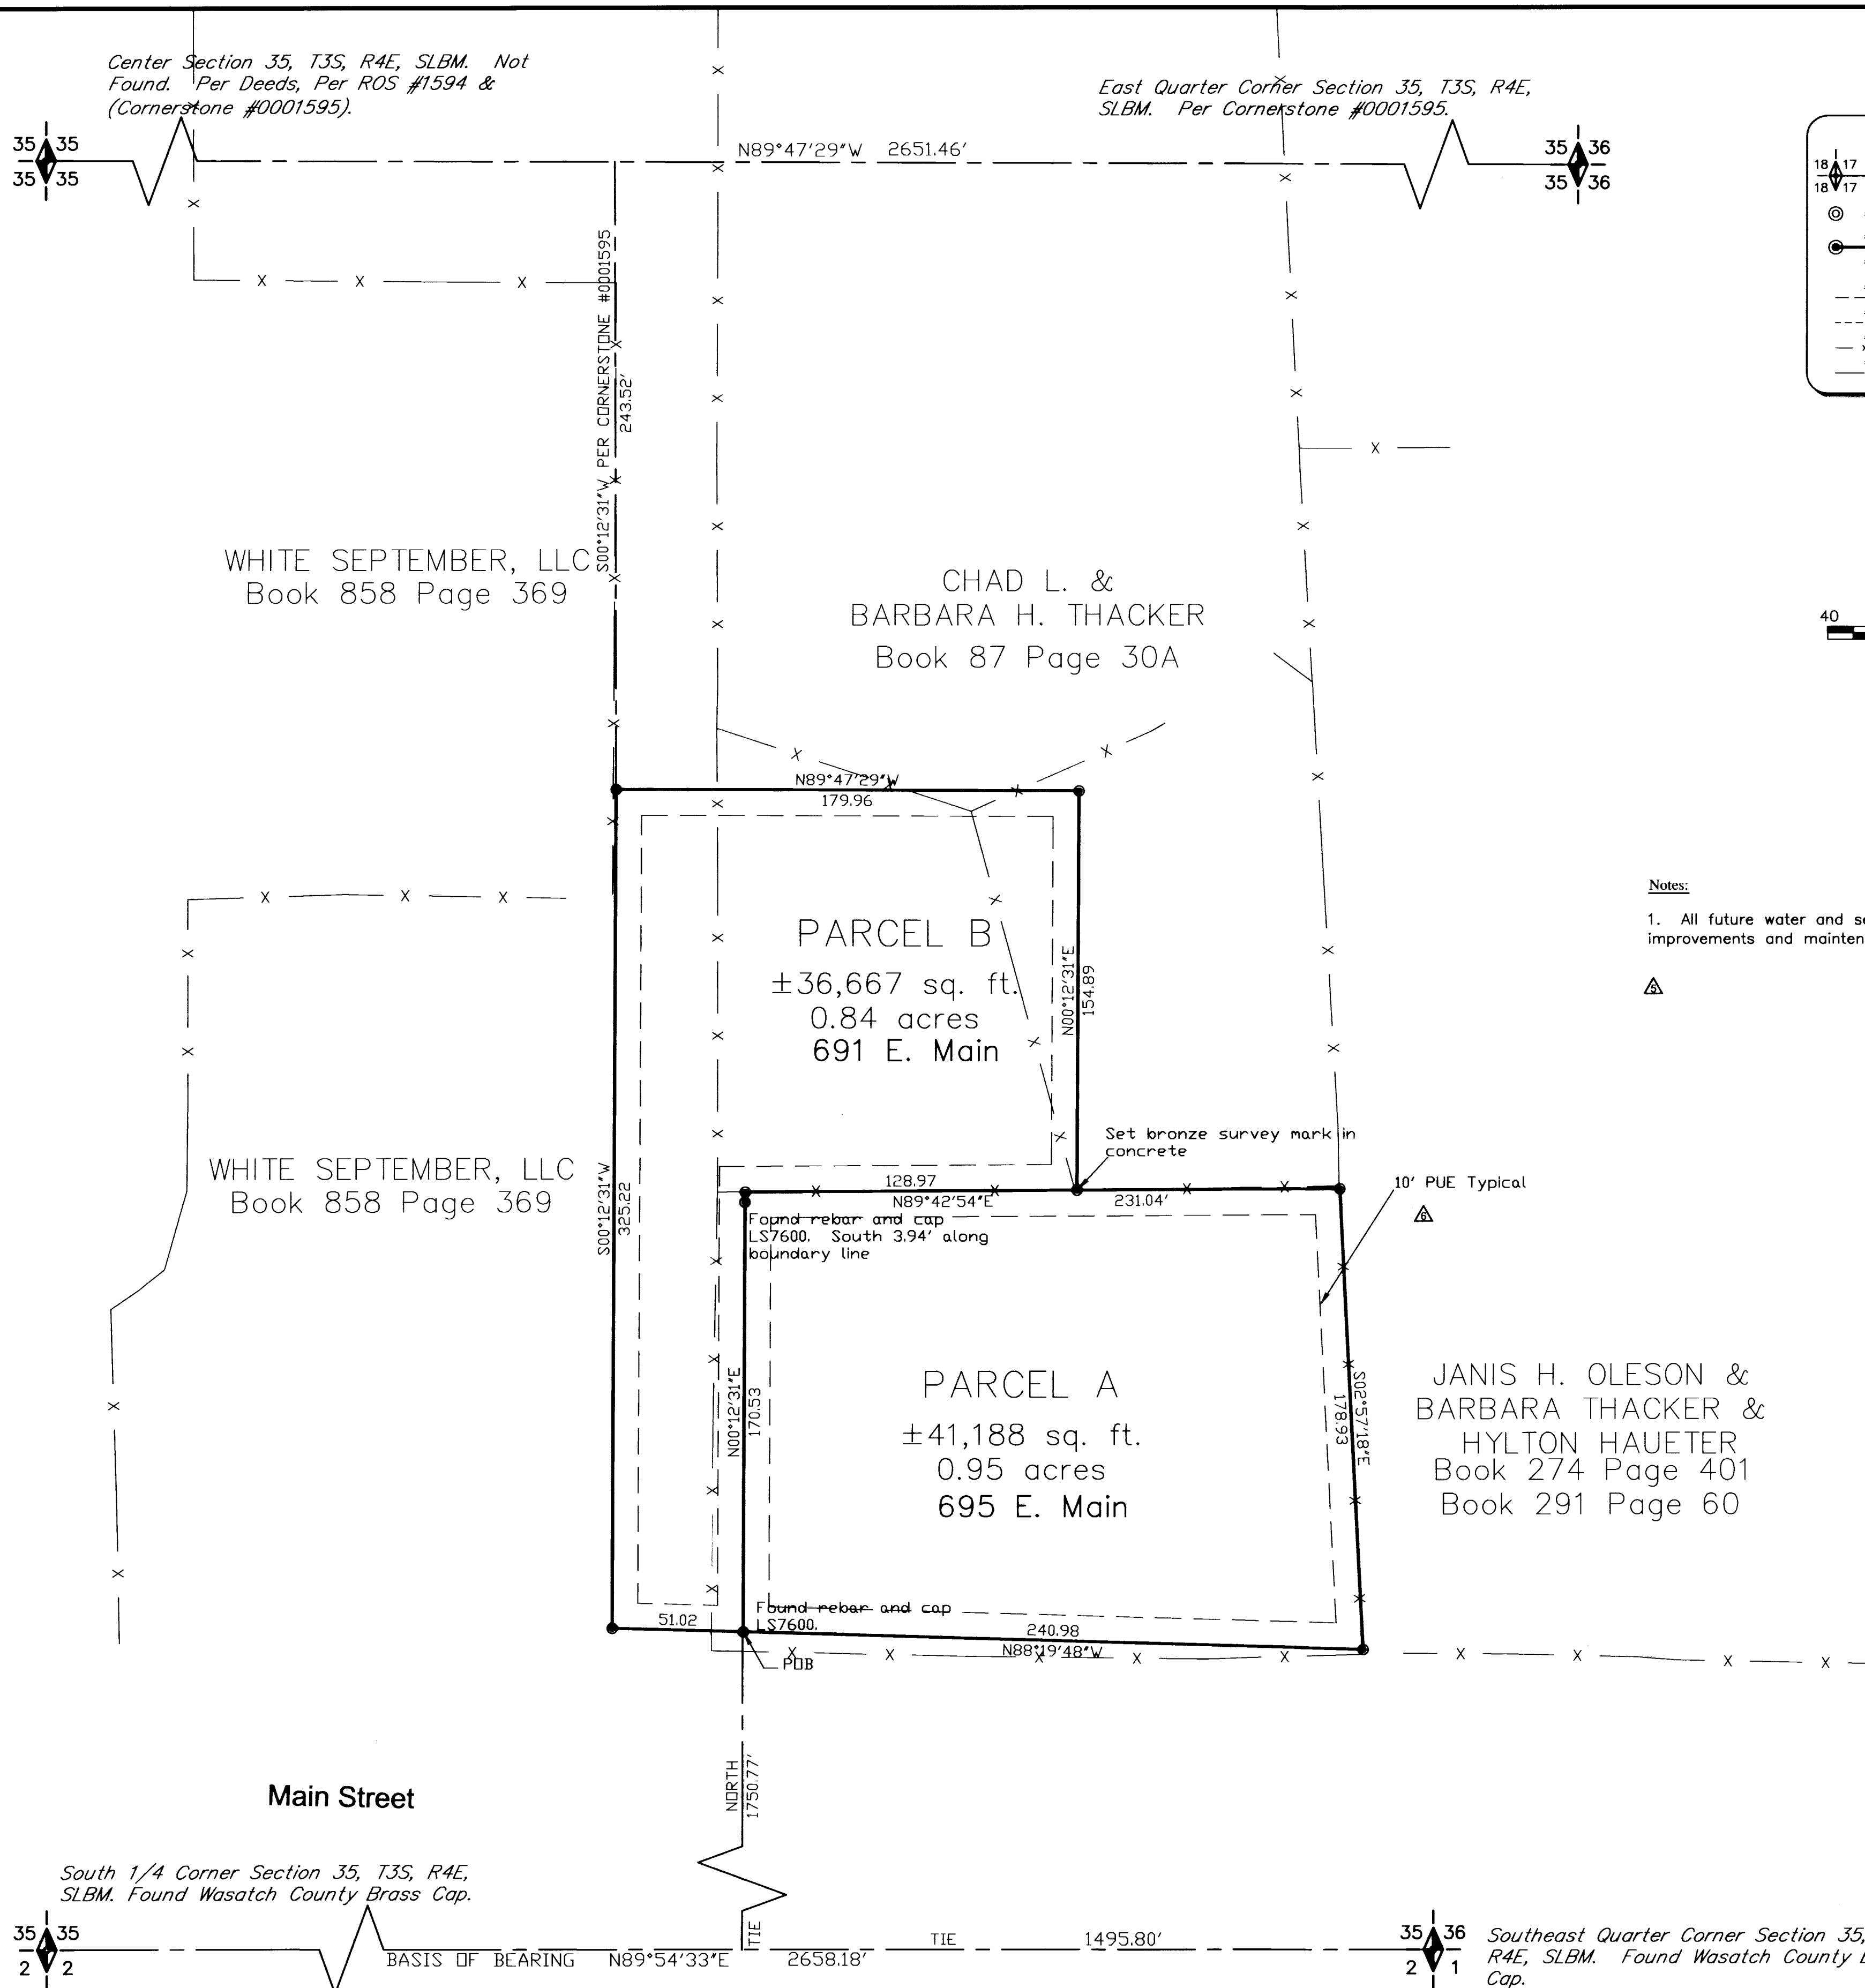 Center Section 35, T3S, R4E, SLBM. Not
Found. Per Deeds, Per ROS #1594 &
(Cornerstone #0001595).
East Quarter Corner Section 35, T3S, R4E,
SLBM. Per Cornerstone #0001595.
35 35
35 35
N89°47'29"W 2651.46'
35 36
35 36
18 17
18 17
S00°12'31"W PER CORNERSTONE #0001595
243.52'
WHITE SEPTEMBER, LLC
Book 858 Page 369
CHAD L. &
BARBARA H. THACKER
Book 87 Page 30A
40
N89°47'29"W
179.96
Notes:
1. All future water and
improvements and
5
PARCEL B
±36,667 sq. ft.
0.84 acres
691 E. Main
N00°12'31"E
154.89
Set bronze survey mark in
concrete
WHITE SEPTEMBER, LLC
Book 858 Page 369
S00°12'31"W
325.22
128.97
N89°42'54"E
231.04'
10' PUE Typical
6
Found rebar and cap
LS7600. South 3.94' along
boundary line
N00°12'31"E
170.53
PARCEL A
±41,188 sq. ft.
0.95 acres
695 E. Main
S02°57'18"E
178.93
JANIS H. OLESON &
BARBARA THACKER &
HYLTON HAUETER
Book 274 Page 401
Book 291 Page 60
51.02
Found rebar and cap
LS7600.
240.98
N88°19'48"W
POB
NORTH
1750.77'
Main Street
South 1/4 Corner Section 35, T3S, R4E,
SLBM. Found Wasatch County Brass Cap.
35 35
2 2
BASIS OF BEARING N89°54'33"E 2658.18'
TIE
TIE 1495.80'
35 36
2 1
Southeast Quarter Corner Section 35,
R4E, SLBM. Found Wasatch County
Cap.